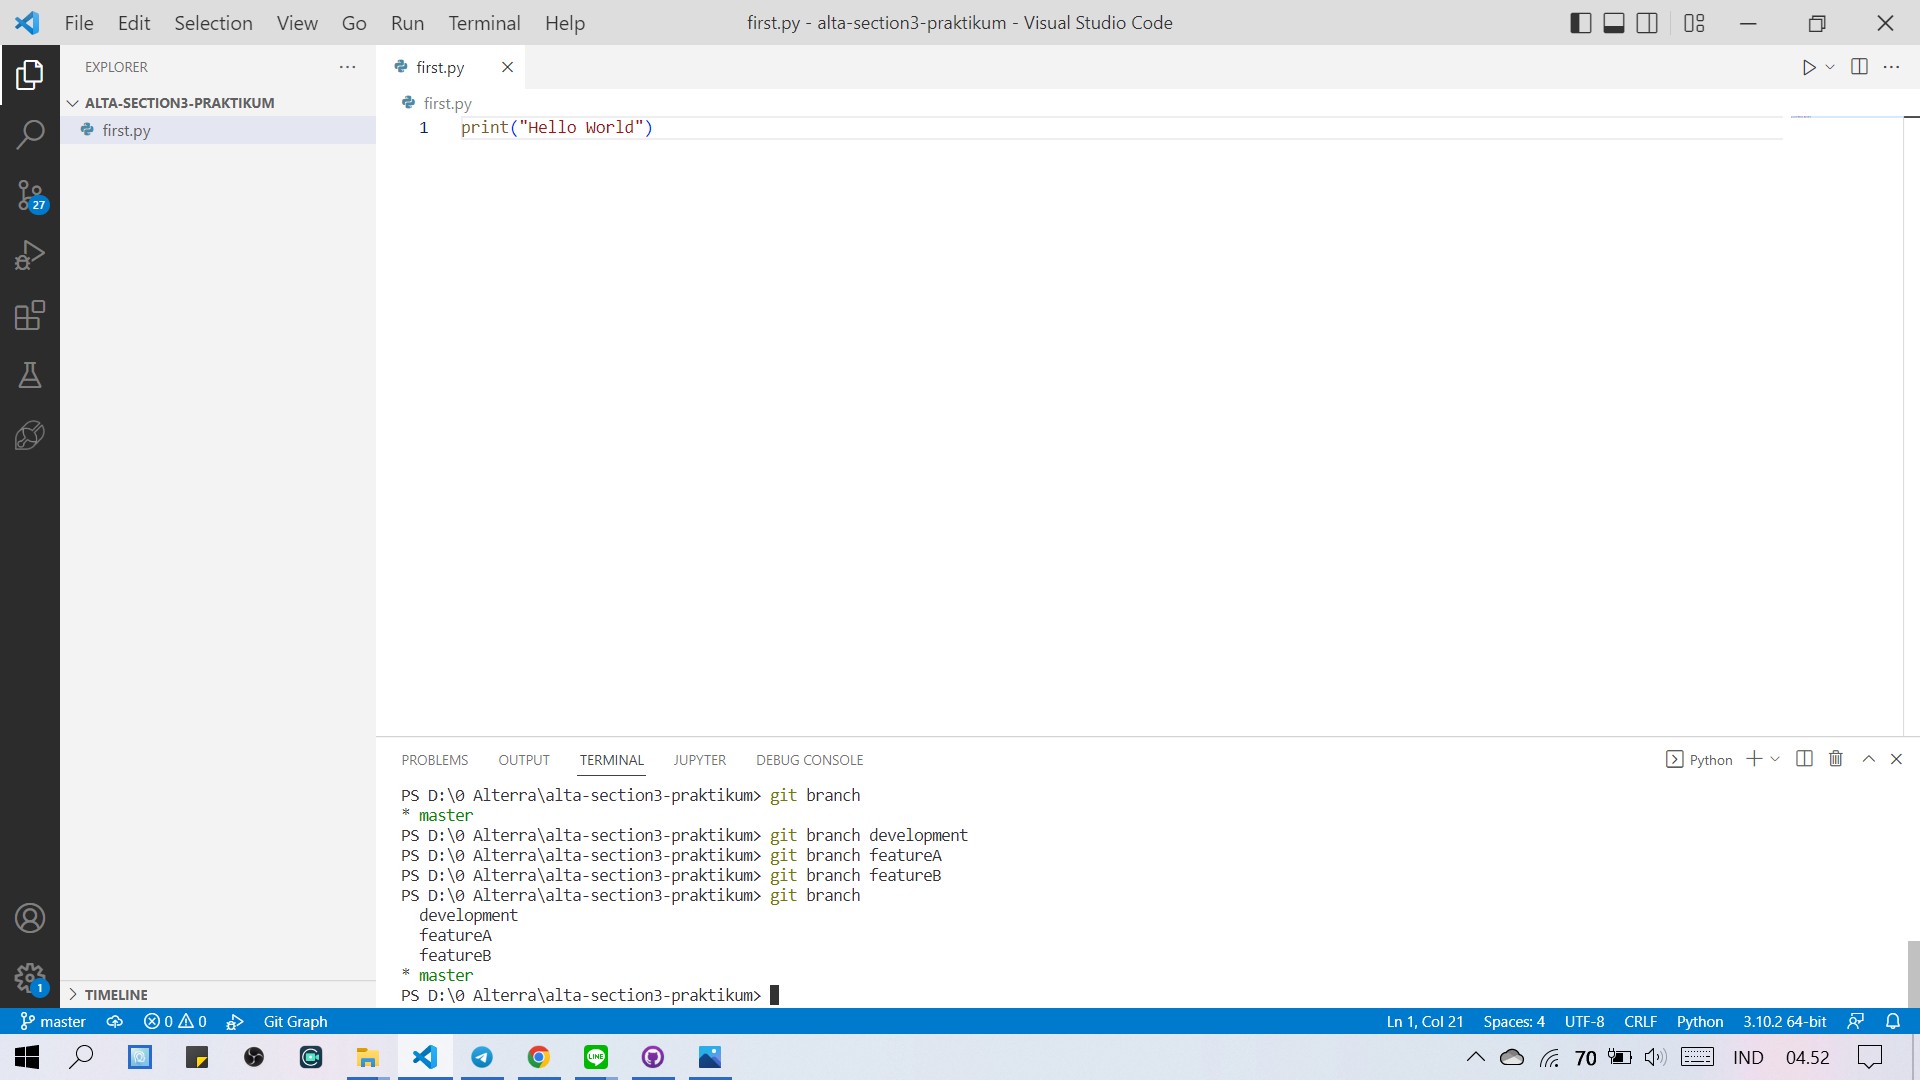 File Edit Selection View Go Run Terminal Help first.py - alta-section3-praktikum - Visual Studio Code
EXPLORER
ALTA-SECTION3-PRAKTIKUM
first.py
27
1
TIMELINE
first.py
first.py
1 print("Hello World")
PROBLEMS OUTPUT TERMINAL JUPYTER DEBUG CONSOLE Python
PS D:\0 Alterra\alta-section3-praktikum> git branch
* master
PS D:\0 Alterra\alta-section3-praktikum> git branch development
PS D:\0 Alterra\alta-section3-praktikum> git branch featureA
PS D:\0 Alterra\alta-section3-praktikum> git branch featureB
PS D:\0 Alterra\alta-section3-praktikum> git branch
development
featureA
featureB
* master
PS D:\0 Alterra\alta-section3-praktikum>
master 0 0 Git Graph Ln 1, Col 21 Spaces: 4 UTF-8 CRLF Python 3.10.2 64-bit
LINE 70 IND 04.52